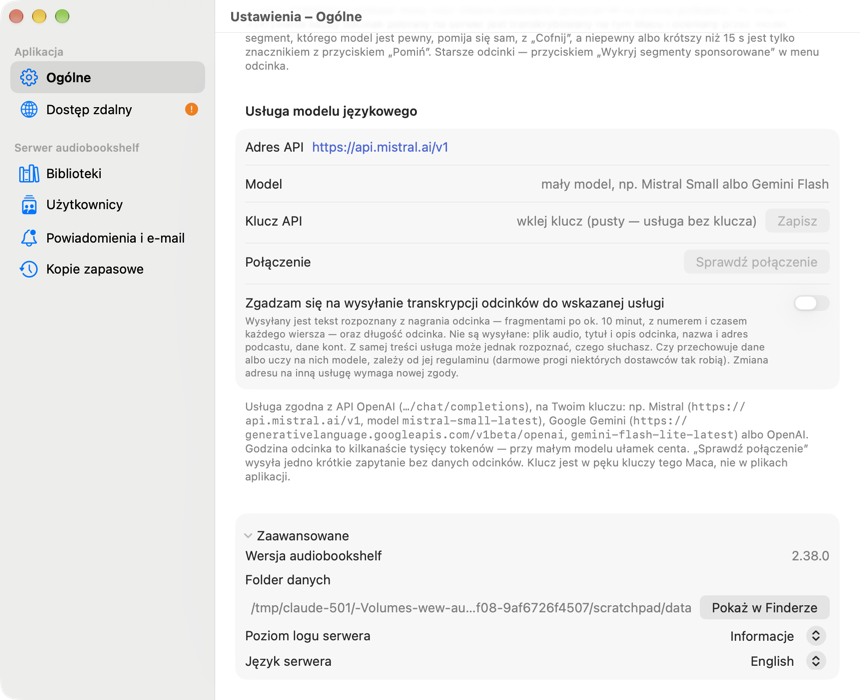 Ustawienia – Ogólne
Aplikacja
Ogólne
Dostęp zdalny
Serwer audiobookshelf
Biblioteki
Użytkownicy
Powiadomienia i e-mail
Kopie zapasowe
segment, którego model jest pewny, pomija się sam, z „Cofnij”, a niepewny albo krótszy niż 15 s jest tylko
znacznikiem z przyciskiem „Pomiń”. Starsze odcinki — przyciskiem „Wykryj segmenty sponsorowane” w menu
odcinka.
Usługa modelu językowego
Adres API https://api.mistral.ai/v1
Model mały model, np. Mistral Small albo Gemini Flash
Klucz API wklej klucz (pusty — usługa bez klucza) Zapisz
Połączenie Sprawdź połączenie
Zgadzam się na wysyłanie transkrypcji odcinków do wskazanej usługi
Wysyłany jest tekst rozpoznany z nagrania odcinka — fragmentami po ok. 10 minut, z numerem i czasem
każdego wiersza — oraz długość odcinka. Nie są wysyłane: plik audio, tytuł i opis odcinka, nazwa i adres
podcastu, dane kont. Z samej treści usługa może jednak rozpoznać, czego słuchasz. Czy przechowuje dane
albo uczy na nich modele, zależy od jej regulaminu (darmowe progi niektórych dostawców tak robią). Zmiana
adresu na inną usługę wymaga nowej zgody.
Usługa zgodna z API OpenAI (…/chat/completions), na Twoim kluczu: np. Mistral (https://
api.mistral.ai/v1, model mistral-small-latest), Google Gemini (https://
generativelanguage.googleapis.com/v1beta/openai, gemini-flash-lite-latest) albo OpenAI.
Godzina odcinka to kilkanaście tysięcy tokenów — przy małym modelu ułamek centa. „Sprawdź połączenie”
wysyła jedno krótkie zapytanie bez danych odcinków. Klucz jest w pęku kluczy tego Maca, nie w plikach
aplikacji.
Zaawansowane
Wersja audiobookshelf 2.38.0
Folder danych
/tmp/claude-501/-Volumes-wew-au...f08-9af6726f4507/scratchpad/data Pokaż w Finderze
Poziom logu serwera Informacje
Język serwera English